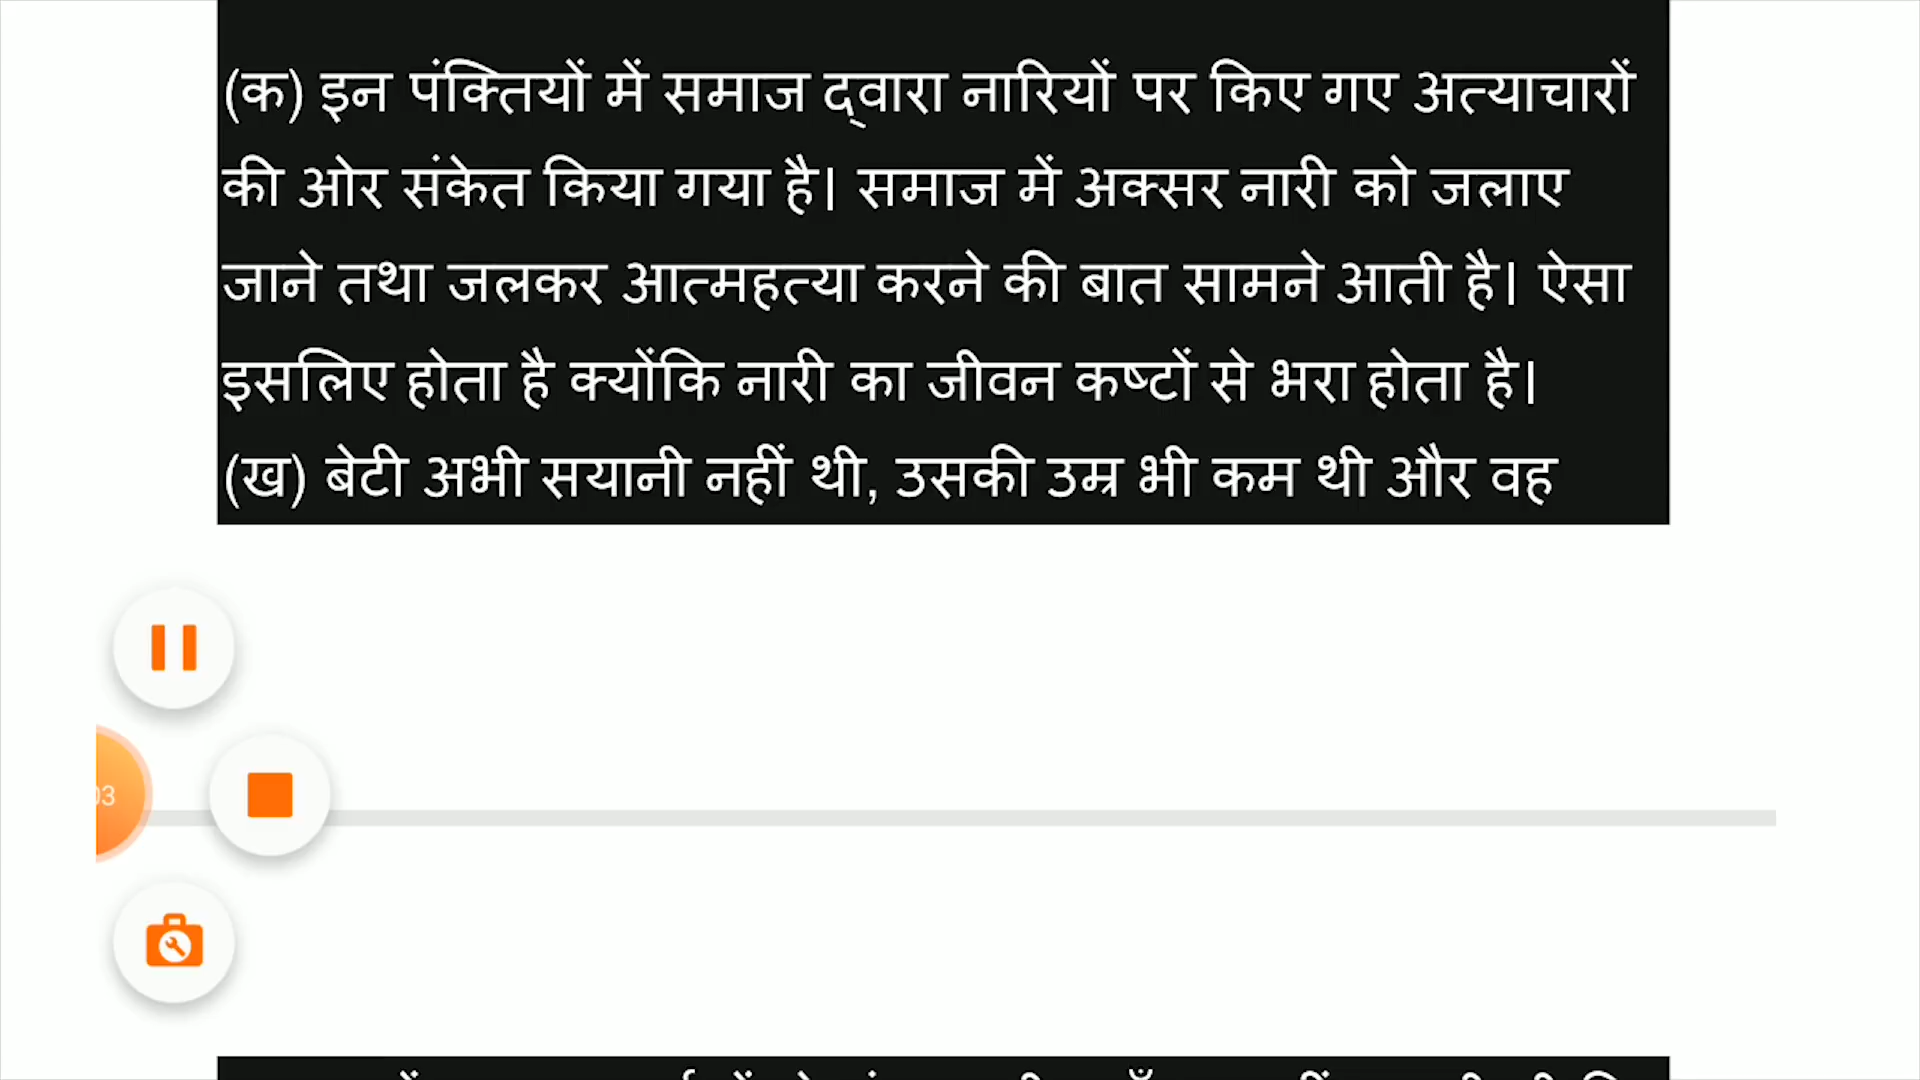 (क) इन पंक्तियों में समाज द्‌वारा नारियों पर किए गए अत्याचारों
की ओर संकेत किया गया है। समाज में अक्सर नारी को जलाए
जाने तथा जलकर आत्महत्या करने की बात सामने आती है। ऐसा
इसलिए होता है क्योंकि नारी का जीवन कष्टों से भरा होता है।
(ख) बेटी अभी सयानी नहीं थी, उसकी उम्र भी कम थी और वह
03